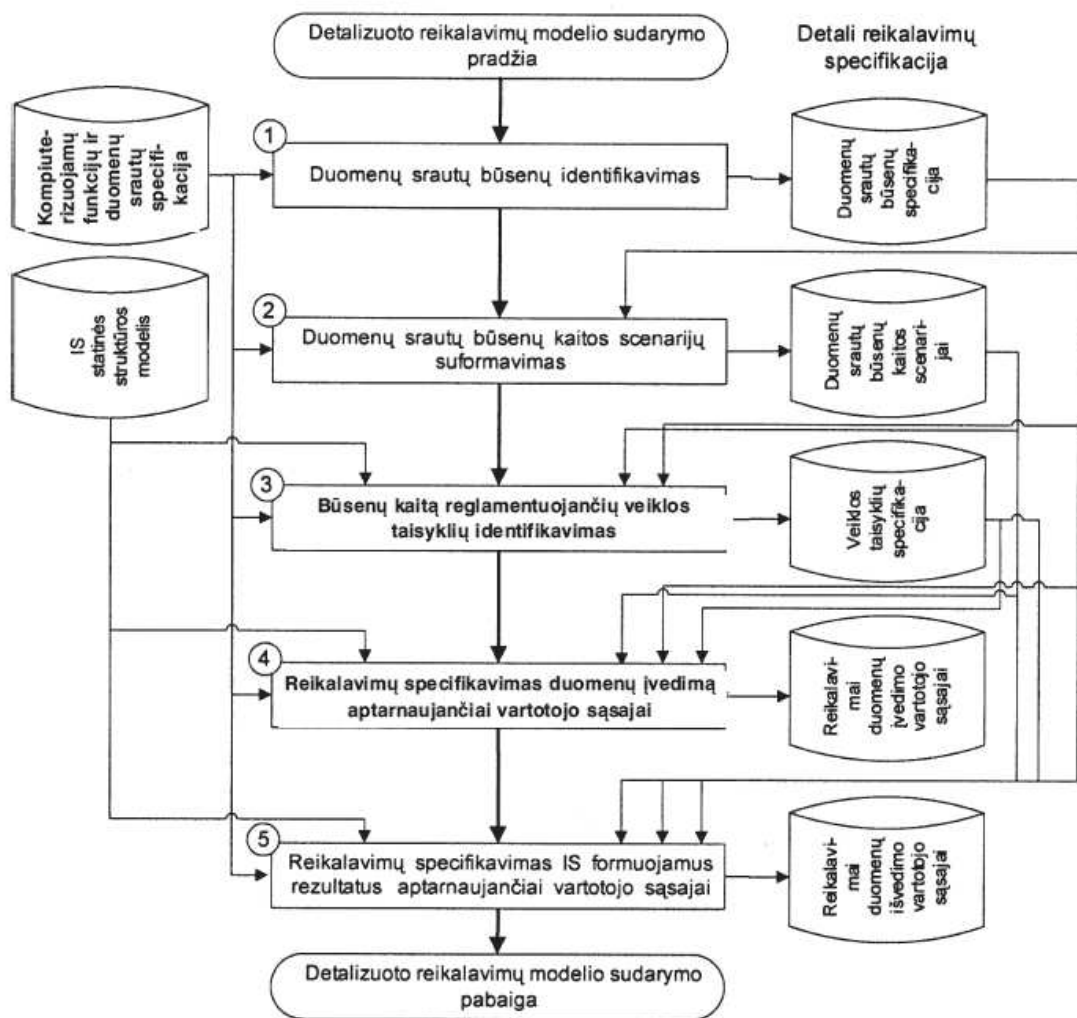 Detalizuoto reikalavimų modelio sudarymo
pradžia
Detali reikalavimų
specifikacija
Kompiute-
rizuojamų
funkcijų ir
duomenų
srautų
specifi-
kacija
1
Duomenų srautų būsenų identifikavimas
Duomenų
srautų
būsenų
specifika-
cija
IS
statinės
struktūros
modelis
2
Duomenų srautų būsenų kaitos scenarijų
suformavimas
Duomenų
srautų
būsenų
kaitos
scenari-
jai
3
Būsenų kaitą reglamentuojančių veiklos
taisyklių identifikavimas
Veiklos
taisyklių
specifika-
cija
4
Reikalavimų specifikavimas duomenų įvedimą
aptarnaujančiai vartotojo sąsajai
Reikalavi-
mai
duomenų
įvedimo
vartotojo
sąsajai
5
Reikalavimų specifikavimas IS formuojamus
rezultatus aptarnaujančiai vartotojo sąsajai
Reikalavi-
mai
duomenų
išvedimo
vartotojo
sąsajai
Detalizuoto reikalavimų modelio sudarymo
pabaiga